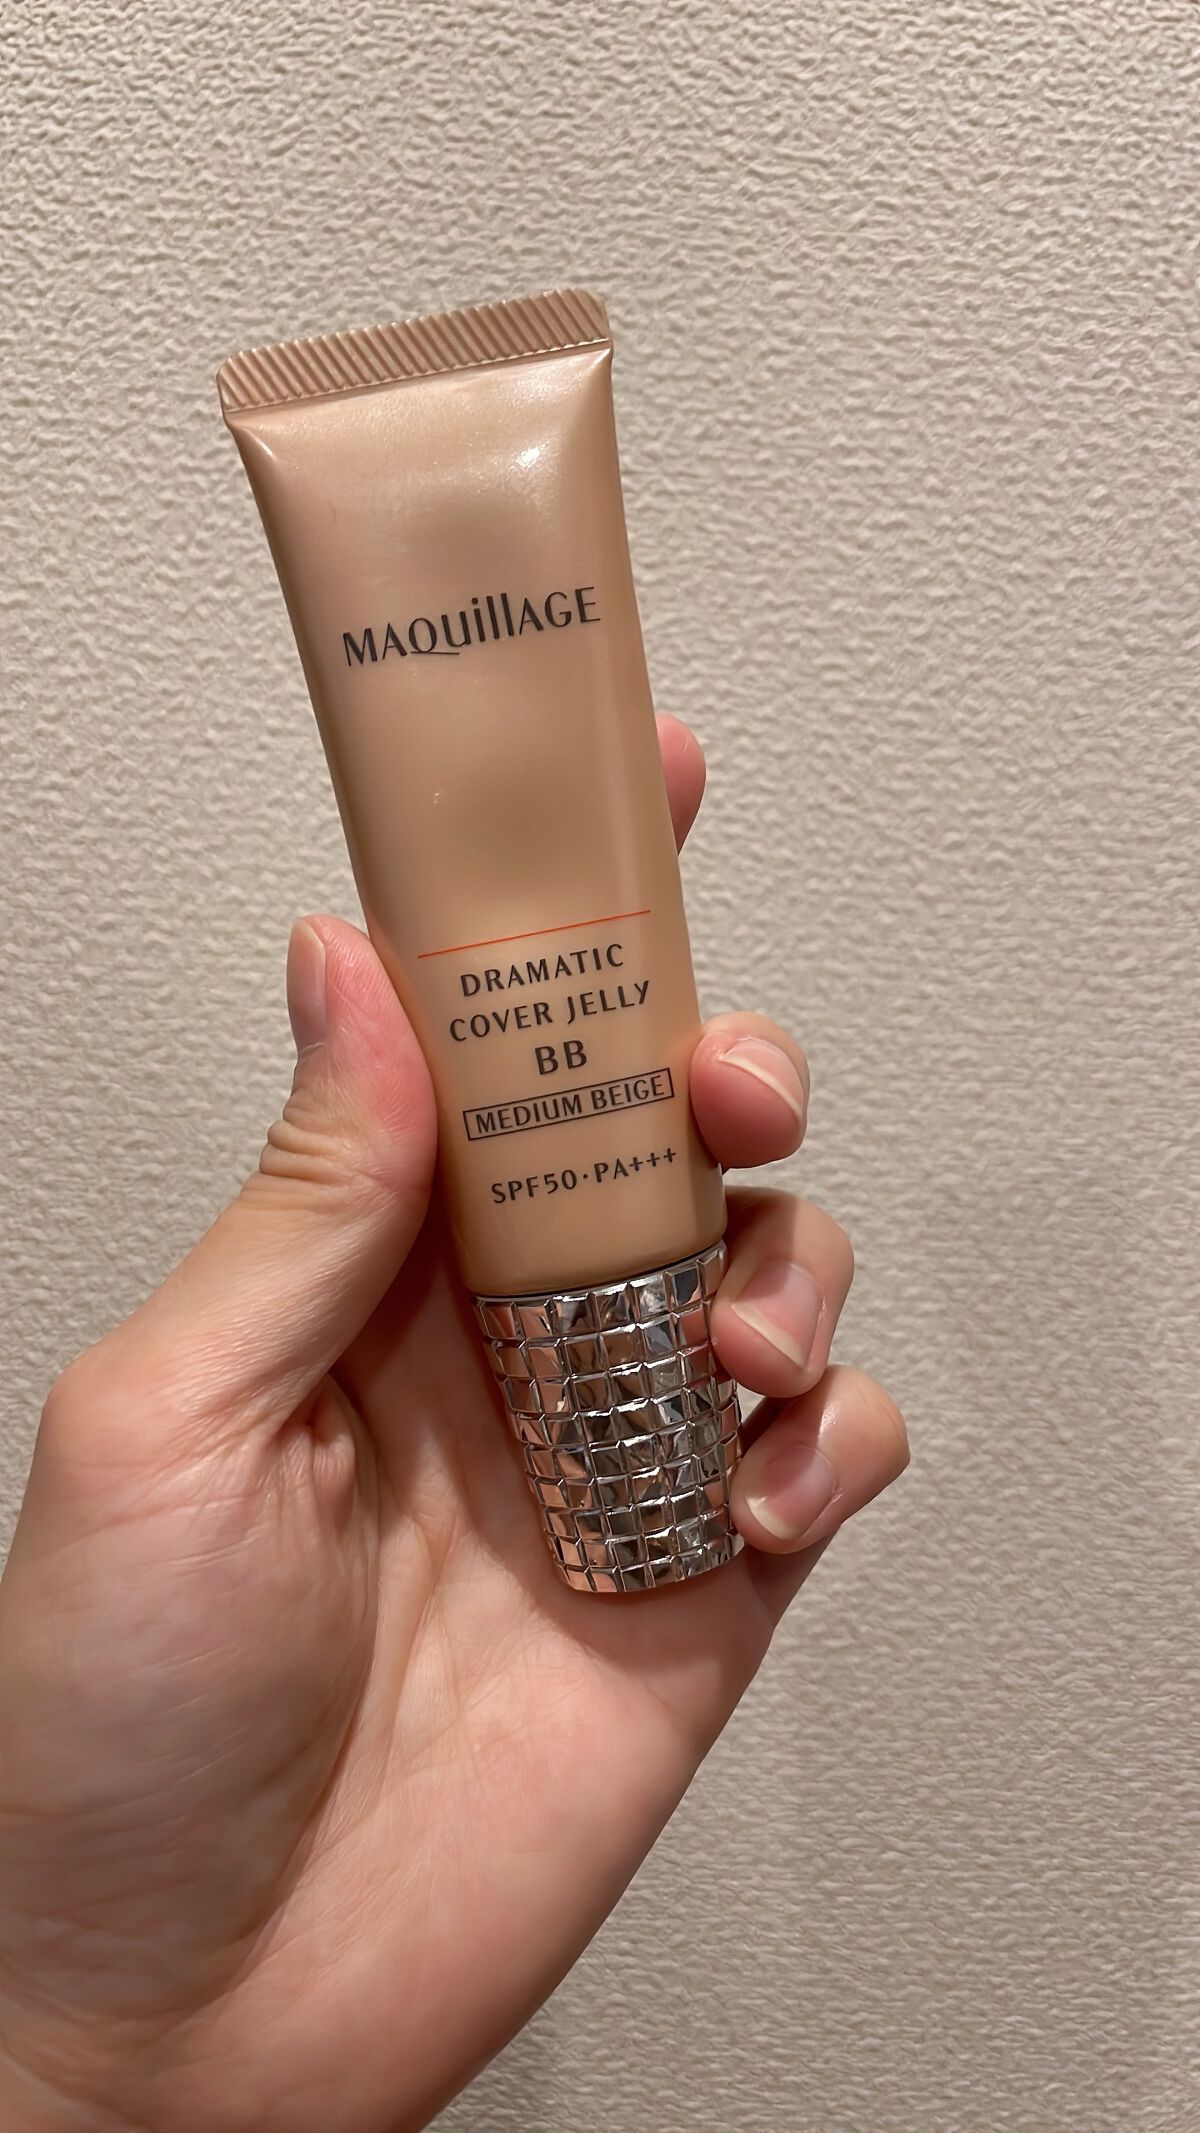 MAQuillAGE
DRAMATIC
COVER JELLY
BB
MEDIUM BEIGE
SPF50·PA+++